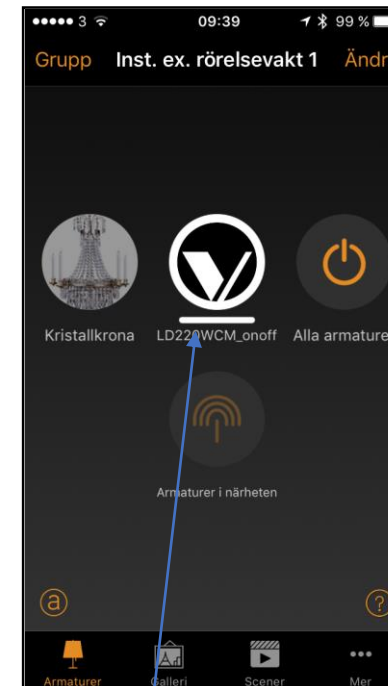 3 09:39 99 %
Grupp Inst. ex. rörelsevakt 1 Ändr
Kristallkrona LD220WCM_onoff Alla armature
Armaturer i närheten
a ?
Armaturer Galleri Scener Mer